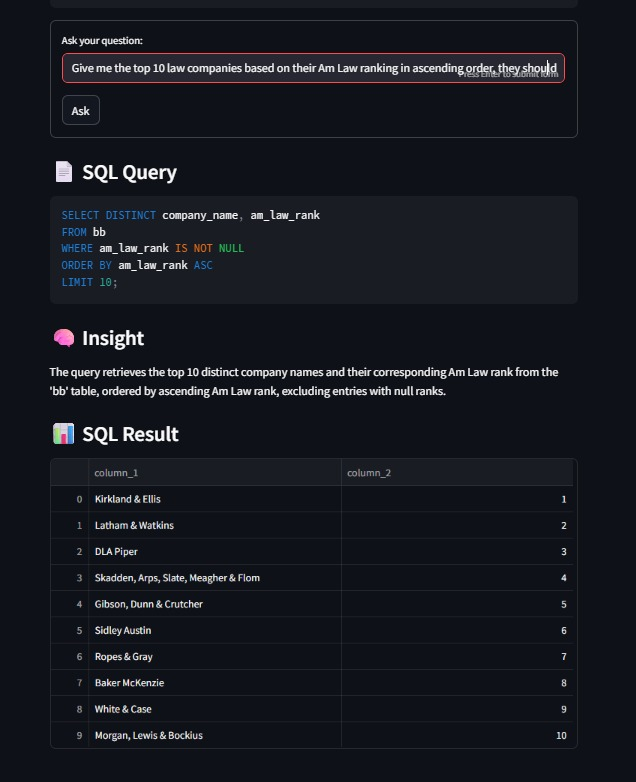 Ask your question:
Give me the top 10 law companies based on their Am Law ranking in ascending order, they should
Press Enter to submit form
Ask
SQL Query
SELECT DISTINCT company_name, am_law_rank
FROM bb
WHERE am_law_rank IS NOT NULL
ORDER BY am_law_rank ASC
LIMIT 10;
Insight
The query retrieves the top 10 distinct company names and their corresponding Am Law rank from the
'bb' table, ordered by ascending Am Law rank, excluding entries with null ranks.
SQL Result
column_1 column_2
0 Kirkland & Ellis 1
1 Latham & Watkins 2
2 DLA Piper 3
3 Skadden, Arps, Slate, Meagher & Flom 4
4 Gibson, Dunn & Crutcher 5
5 Sidley Austin 6
6 Ropes & Gray 7
7 Baker McKenzie 8
8 White & Case 9
9 Morgan, Lewis & Bockius 10